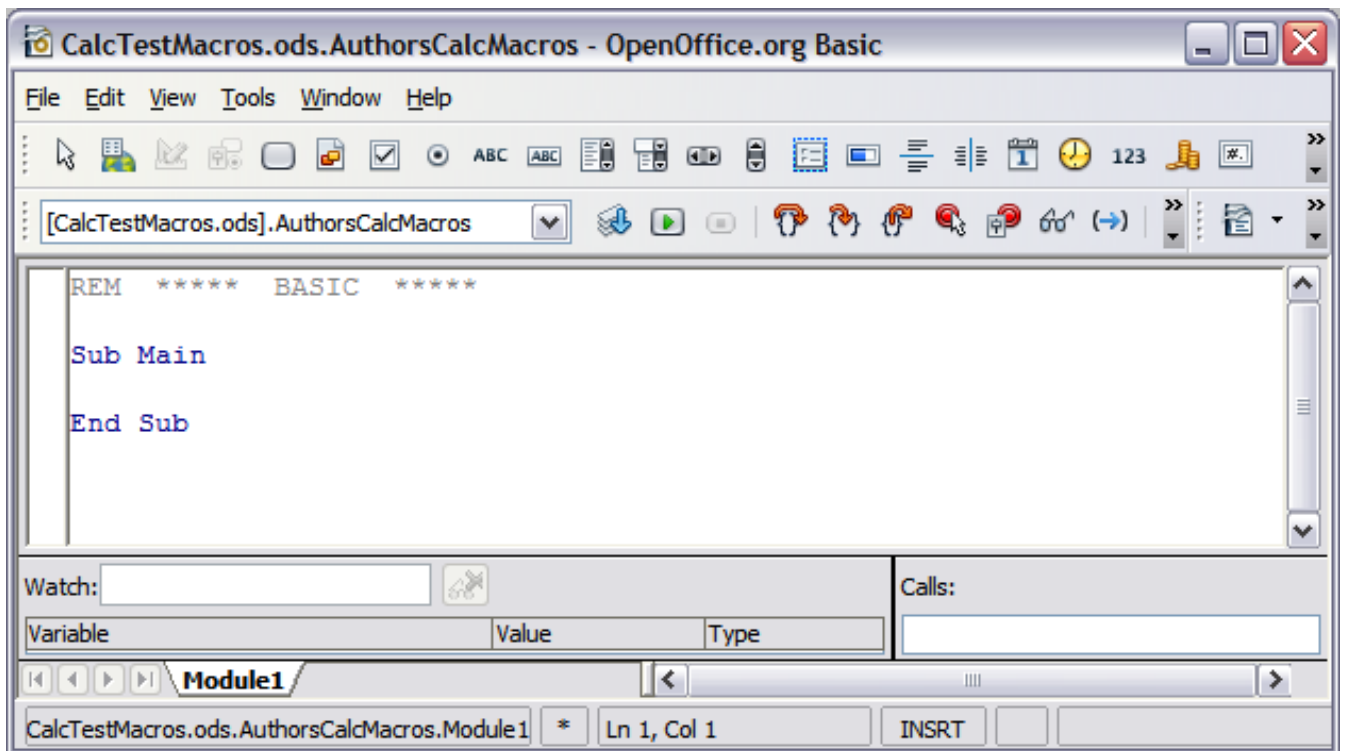 CalcTestMacros.ods.AuthorsCalcMacros - OpenOffice.org Basic
File Edit View Tools Window Help
ABC ABC 1 123 #.
[CalcTestMacros.ods].AuthorsCalcMacros
REM ***** BASIC *****
Sub Main
End Sub
Watch:
Calls:
Variable Value Type
Module1
CalcTestMacros.ods.AuthorsCalcMacros.Module1 * Ln 1, Col 1 INSRT